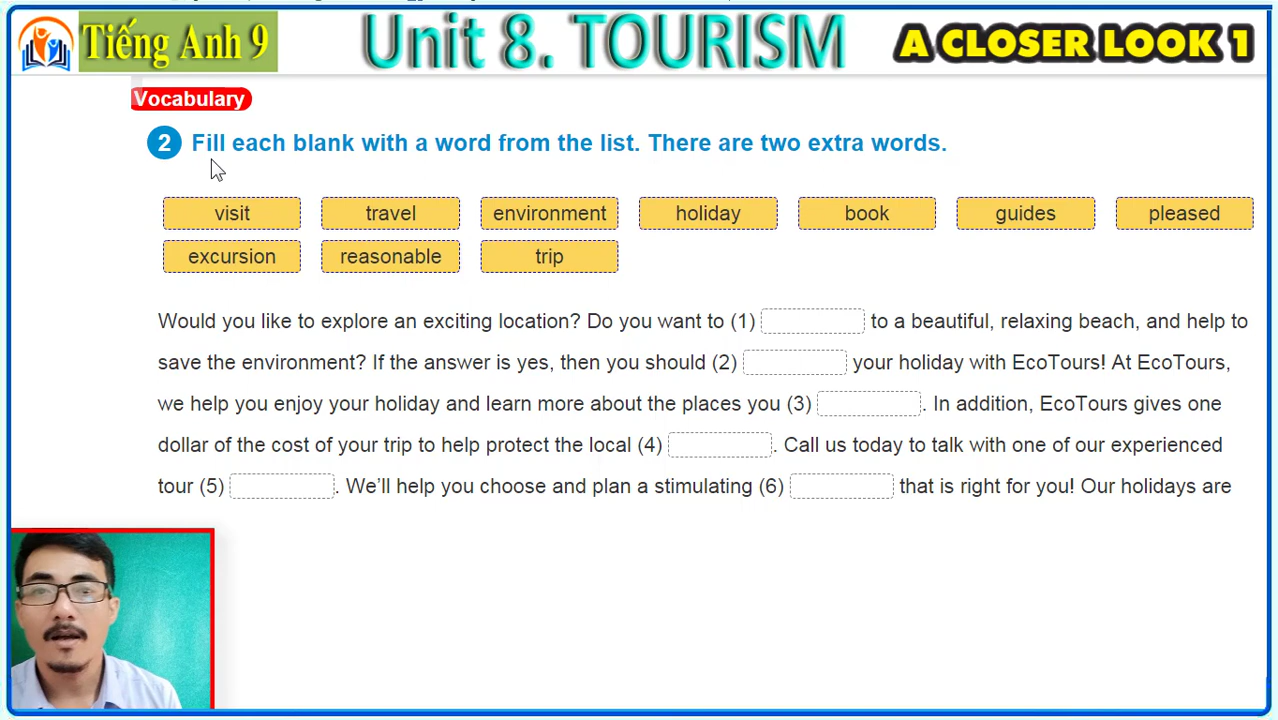 Tiếng Anh 9
Unit 8. TOURISM
A CLOSER LOOK 1
Vocabulary
2 Fill each blank with a word from the list. There are two extra words.
visit travel environment holiday book guides pleased
excursion reasonable trip
Would you like to explore an exciting location? Do you want to (1) to a beautiful, relaxing beach, and help to
save the environment? If the answer is yes, then you should (2) your holiday with EcoTours! At EcoTours,
we help you enjoy your holiday and learn more about the places you (3) . In addition, EcoTours gives one
dollar of the cost of your trip to help protect the local (4) . Call us today to talk with one of our experienced
tour (5) . We’ll help you choose and plan a stimulating (6) that is right for you! Our holidays are